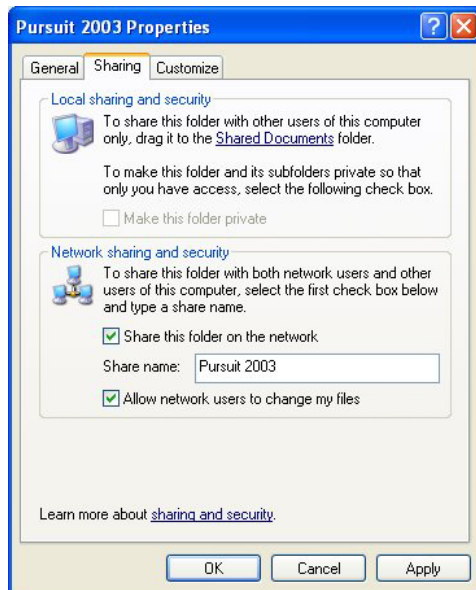 Pursuit 2003 Properties
General Sharing Customize
Local sharing and security
To share this folder with other users of this computer
only, drag it to the Shared Documents folder.
To make this folder and its subfolders private so that
only you have access, select the following check box.
Make this folder private
Network sharing and security
To share this folder with both network users and other
users of this computer, select the first check box below
and type a share name.
Share this folder on the network
Share name: Pursuit 2003
Allow network users to change my files
Learn more about sharing and security.
OK Cancel Apply